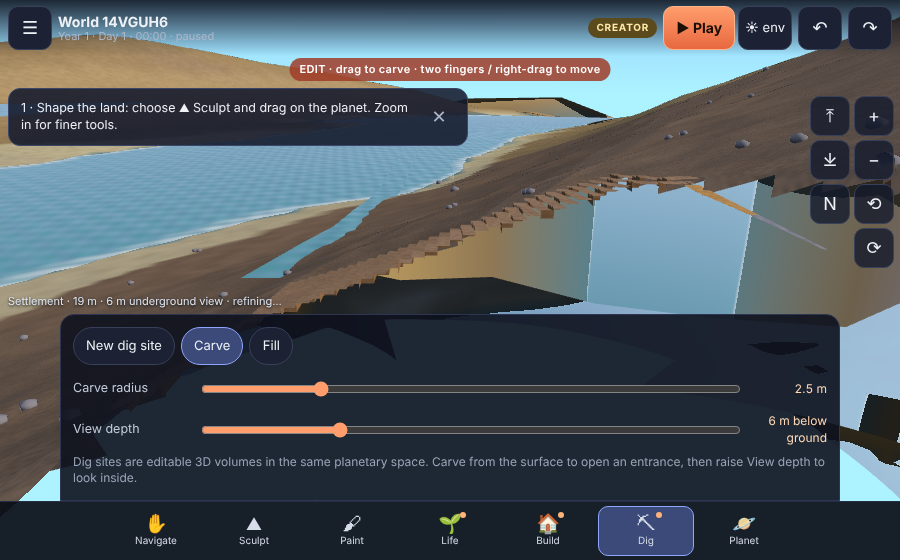 ☰ World 14VGUH6
Year 1 · Day 1 · 00:00 · paused
CREATOR
▶ Play
☀ env
↶
↷
EDIT · drag to carve · two fingers / right-drag to move
1 · Shape the land: choose ▲ Sculpt and drag on the planet. Zoom
in for finer tools.
✕
⤒ +
↓ −
N ⟲
⟳
Settlement · 19 m · 6 m underground view · refining…
New dig site Carve Fill
Carve radius 2.5 m
View depth 6 m below
ground
Dig sites are editable 3D volumes in the same planetary space. Carve from the surface to open an entrance, then raise View depth to
look inside.
Navigate Sculpt Paint Life Build Dig Planet